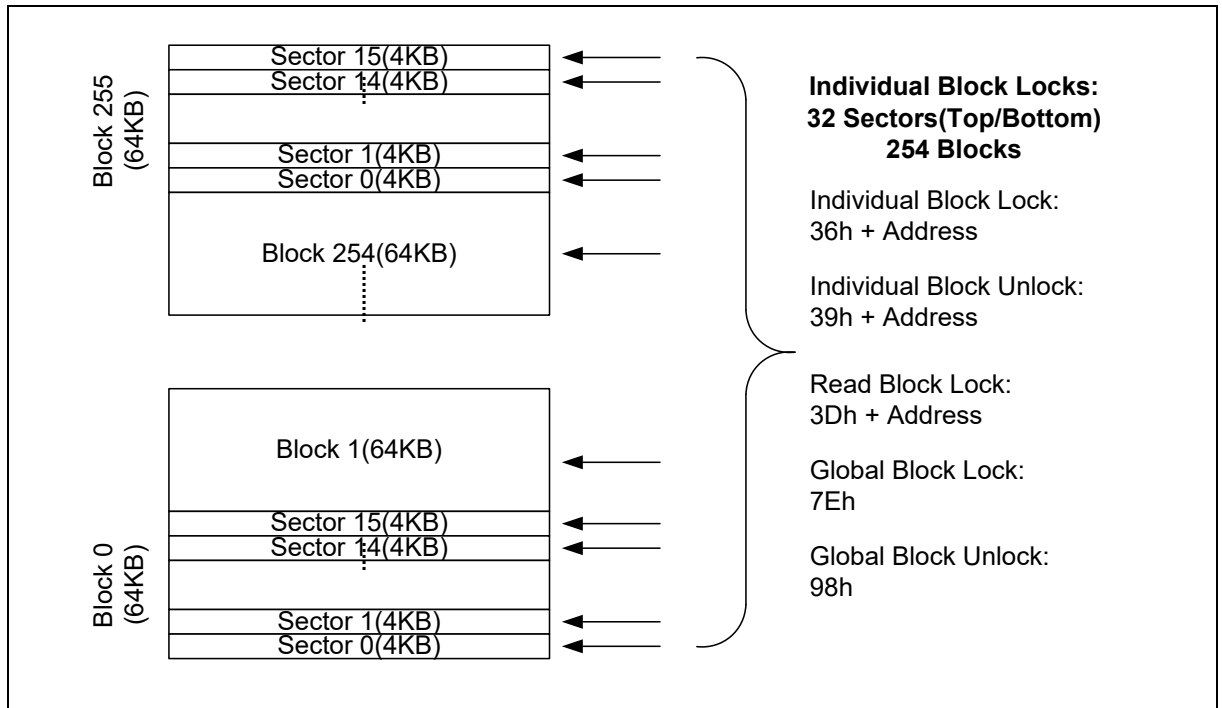 Block 255
(64KB)
Sector 15(4KB)
Sector 14(4KB)
Sector 1(4KB)
Sector 0(4KB)
Block 254(64KB)
Block 0
(64KB)
Block 1(64KB)
Sector 15(4KB)
Sector 14(4KB)
Sector 1(4KB)
Sector 0(4KB)
Individual Block Locks:
32 Sectors(Top/Bottom)
254 Blocks
Individual Block Lock:
36h + Address
Individual Block Unlock:
39h + Address
Read Block Lock:
3Dh + Address
Global Block Lock:
7Eh
Global Block Unlock:
98h